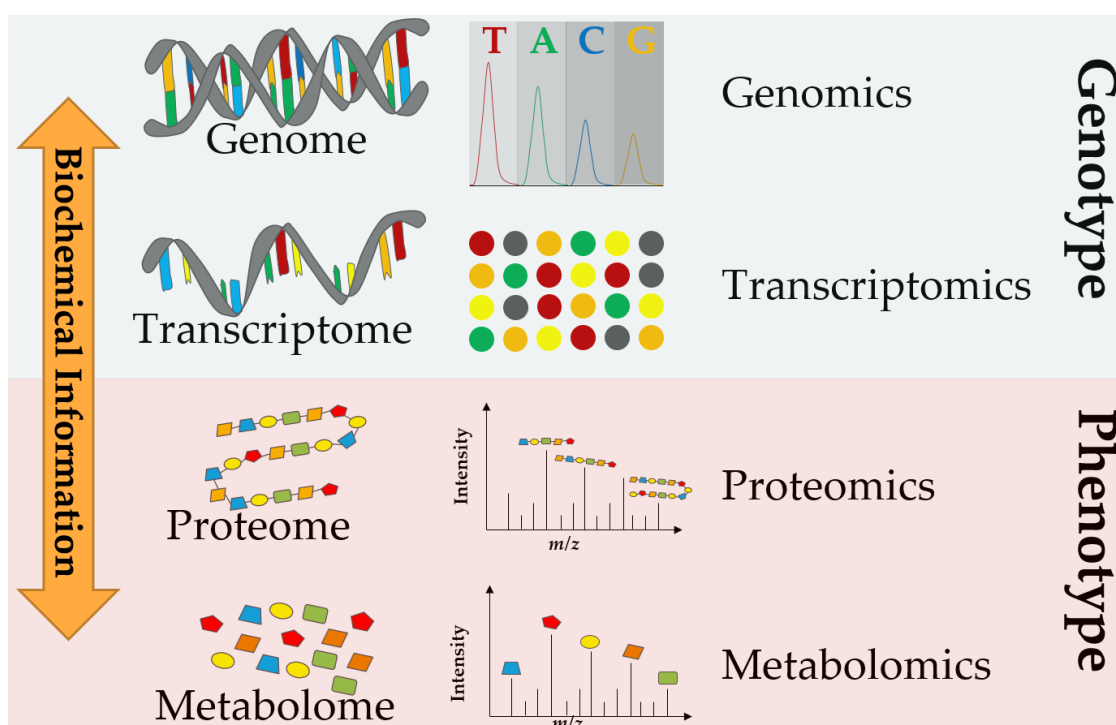 T A C G
Genome
Genomics
Genotype
Biochemical Information
Transcriptome
Transcriptomics
Intensity
m/z
Proteome
Proteomics
Phenotype
Intensity
m/z
Metabolome
Metabolomics